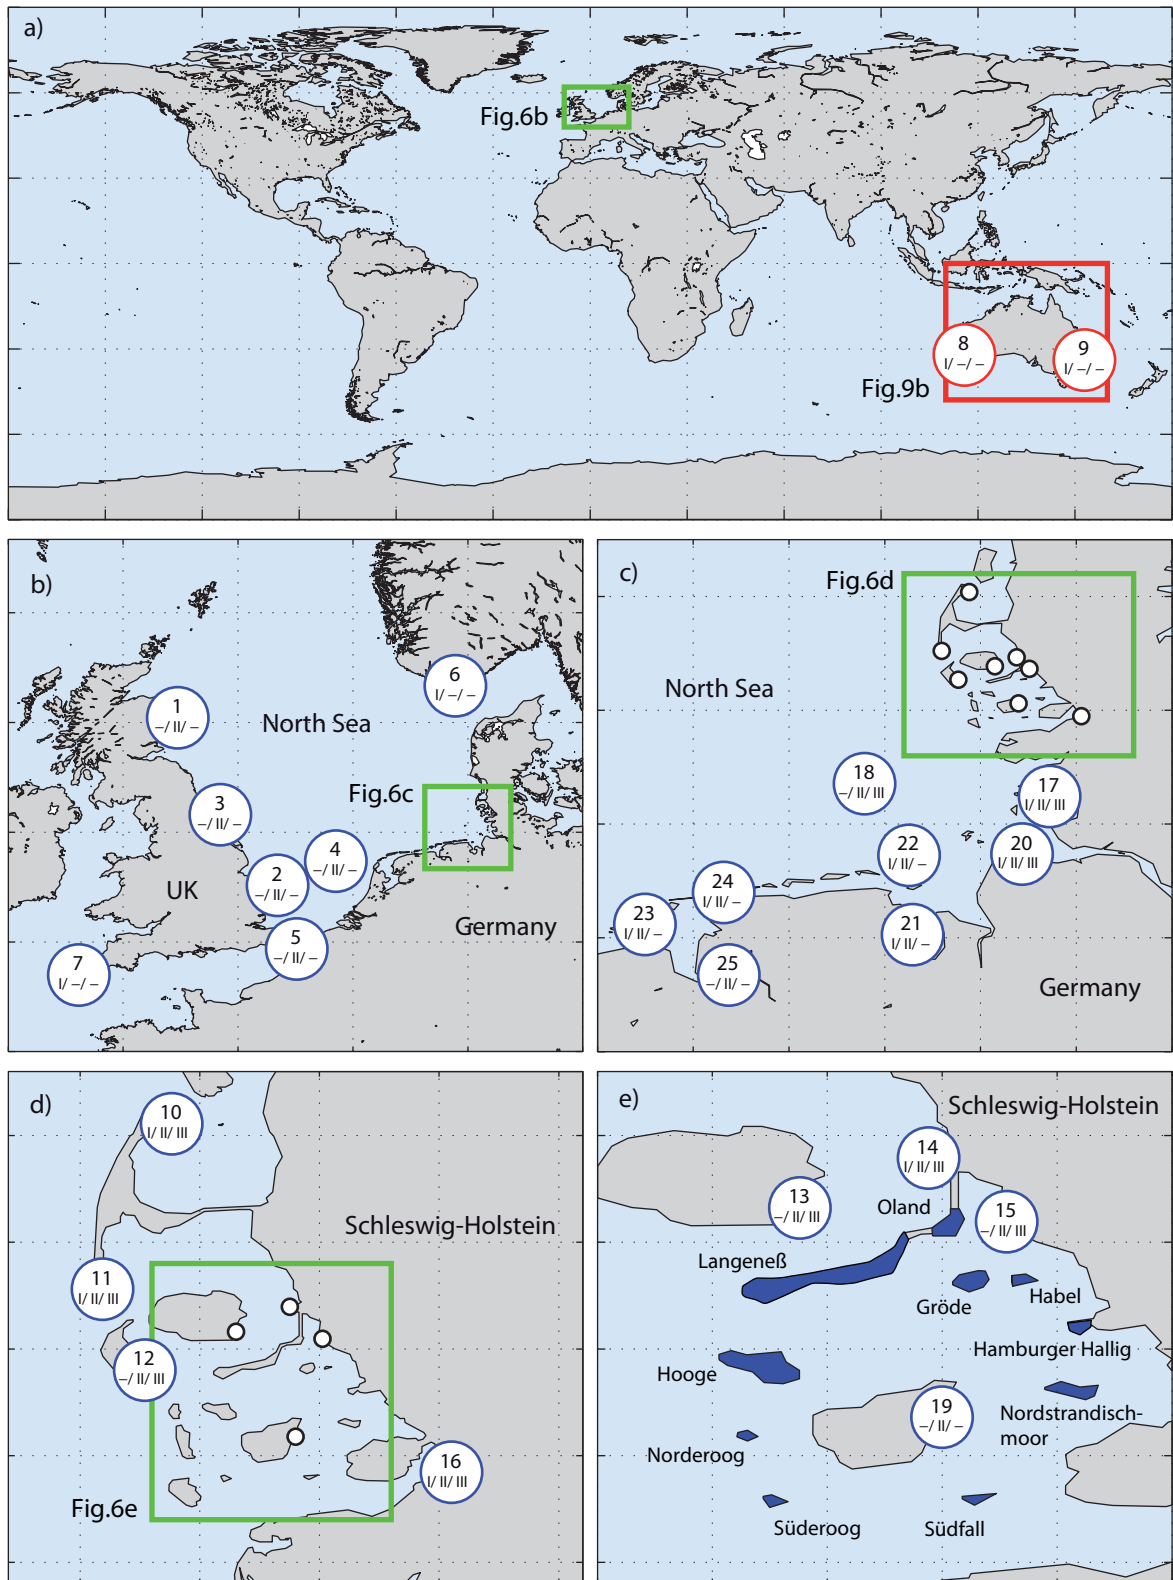 a)
Fig.6b
8
I/ –/ –
9
I/ –/ –
Fig.9b
b)
6
I/ –/ –
1
–/ II/ –
North Sea
Fig.6c
3
–/ II/ –
4
–/ II/ –
2
–/ II/ –
UK
5
–/ II/ –
Germany
7
I/ –/ –
c)
Fig.6d
North Sea
18
–/ II/ III
17
I/ II/ III
22
I/ II/ –
20
I/ II/ III
24
I/ II/ –
23
I/ II/ –
21
I/ II/ –
25
–/ II/ –
Germany
d)
10
I/ II/ III
Schleswig-Holstein
11
I/ II/ III
12
–/ II/ III
16
I/ II/ III
Fig.6e
e)
Schleswig-Holstein
14
I/ II/ III
13
–/ II/ III
Oland
15
–/ II/ III
Langeneß
Gröde
Habel
Hamburger Hallig
Hooge
19
–/ II/ –
Nordstrandisch-
moor
Norderoog
Süderoog
Südfall